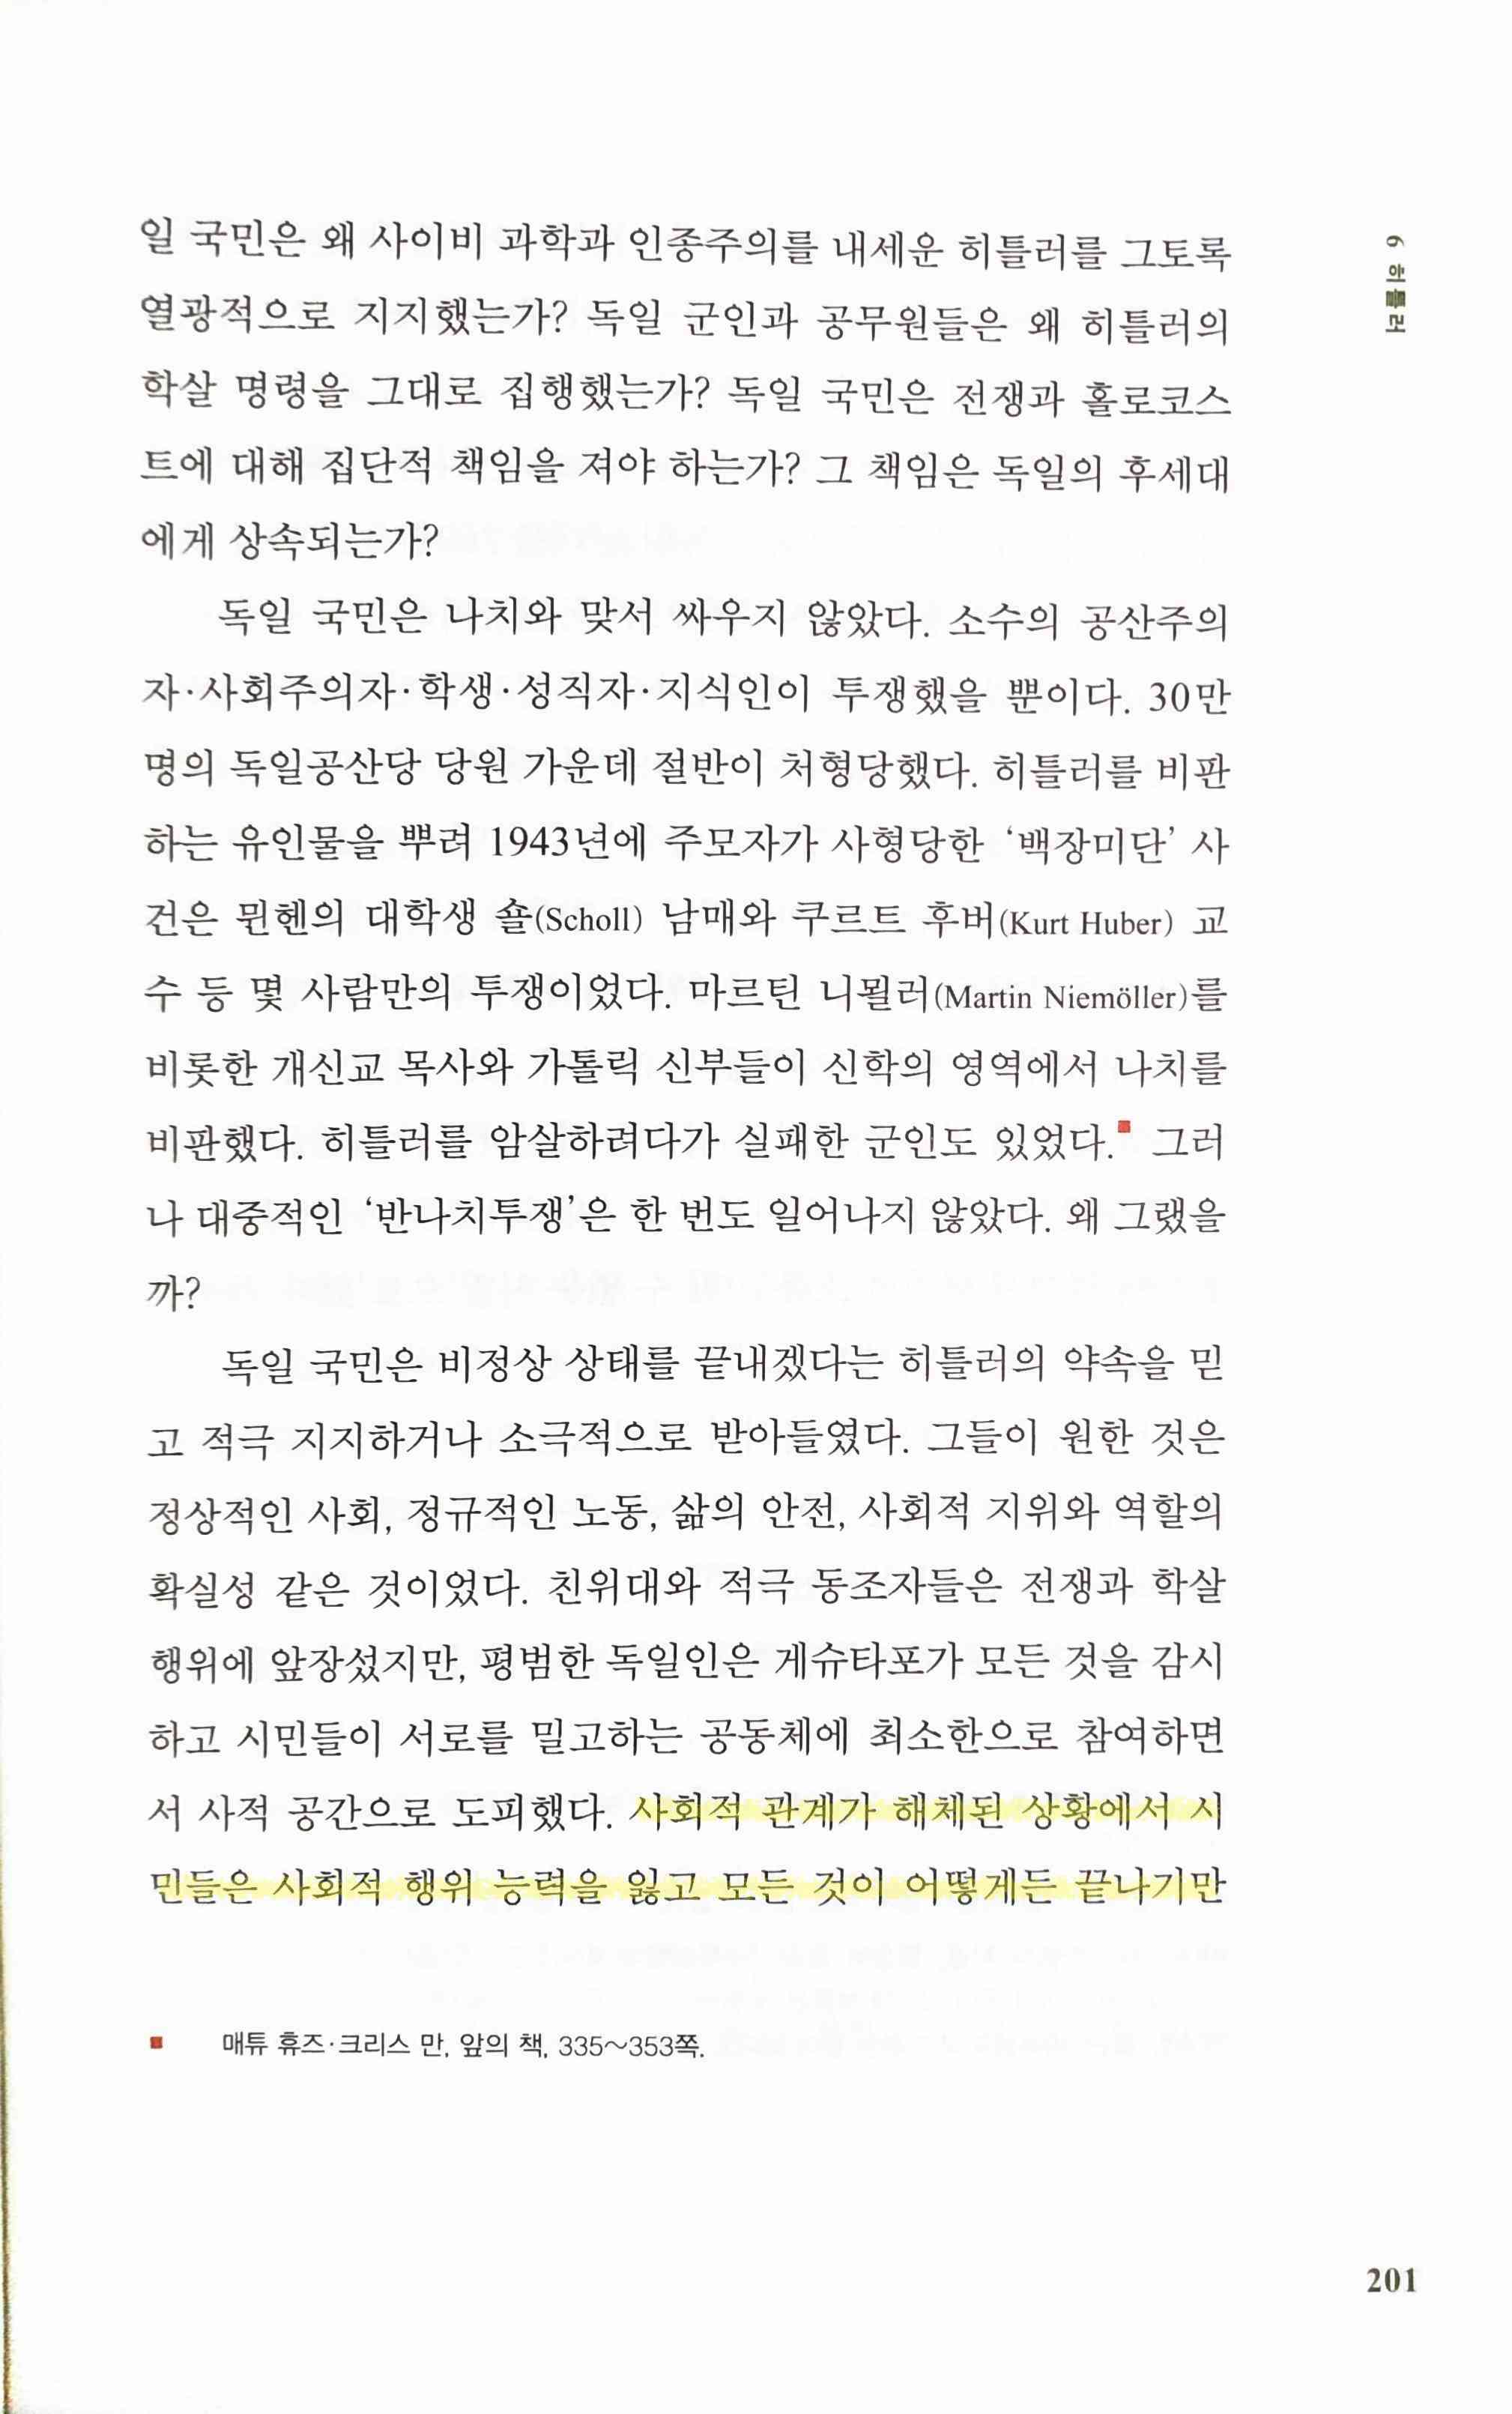 일 국민은 왜 사이비 과학과 인종주의를 내세운 히틀러를 그토록
열광적으로 지지했는가? 독일 군인과 공무원들은 왜 히틀러의
학살 명령을 그대로 집행했는가? 독일 국민은 전쟁과 홀로코스
트에 대해 집단적 책임을 져야 하는가? 그 책임은 독일의 후세대
에게 상속되는가?
독일 국민은 나치와 맞서 싸우지 않았다. 소수의 공산주의
자·사회주의자·학생·성직자·지식인이 투쟁했을 뿐이다. 30만
명의 독일공산당 당원 가운데 절반이 처형당했다. 히틀러를 비판
하는 유인물을 뿌려 1943년에 주모자가 사형당한 ‘백장미단’ 사
건은 뮌헨의 대학생 숄(Scholl) 남매와 쿠르트 후버(Kurt Huber) 교
수 등 몇 사람만의 투쟁이었다. 마르틴 니묄러(Martin Niemöller)를
비롯한 개신교 목사와 가톨릭 신부들이 신학의 영역에서 나치를
비판했다. 히틀러를 암살하려다가 실패한 군인도 있었다.■ 그러
나 대중적인 ‘반나치투쟁’은 한 번도 일어나지 않았다. 왜 그랬을
까?
독일 국민은 비정상 상태를 끝내겠다는 히틀러의 약속을 믿
고 적극 지지하거나 소극적으로 받아들였다. 그들이 원한 것은
정상적인 사회, 정규적인 노동, 삶의 안전, 사회적 지위와 역할의
확실성 같은 것이었다. 친위대와 적극 동조자들은 전쟁과 학살
행위에 앞장섰지만, 평범한 독일인은 게슈타포가 모든 것을 감시
하고 시민들이 서로를 밀고하는 공동체에 최소한으로 참여하면
서 사적 공간으로 도피했다. 사회적 관계가 해체된 상황에서 시
민들은 사회적 행위 능력을 잃고 모든 것이 어떻게든 끝나기만
■ 매튜 휴즈·크리스 만, 앞의 책, 335~353쪽.
6 히틀러
201